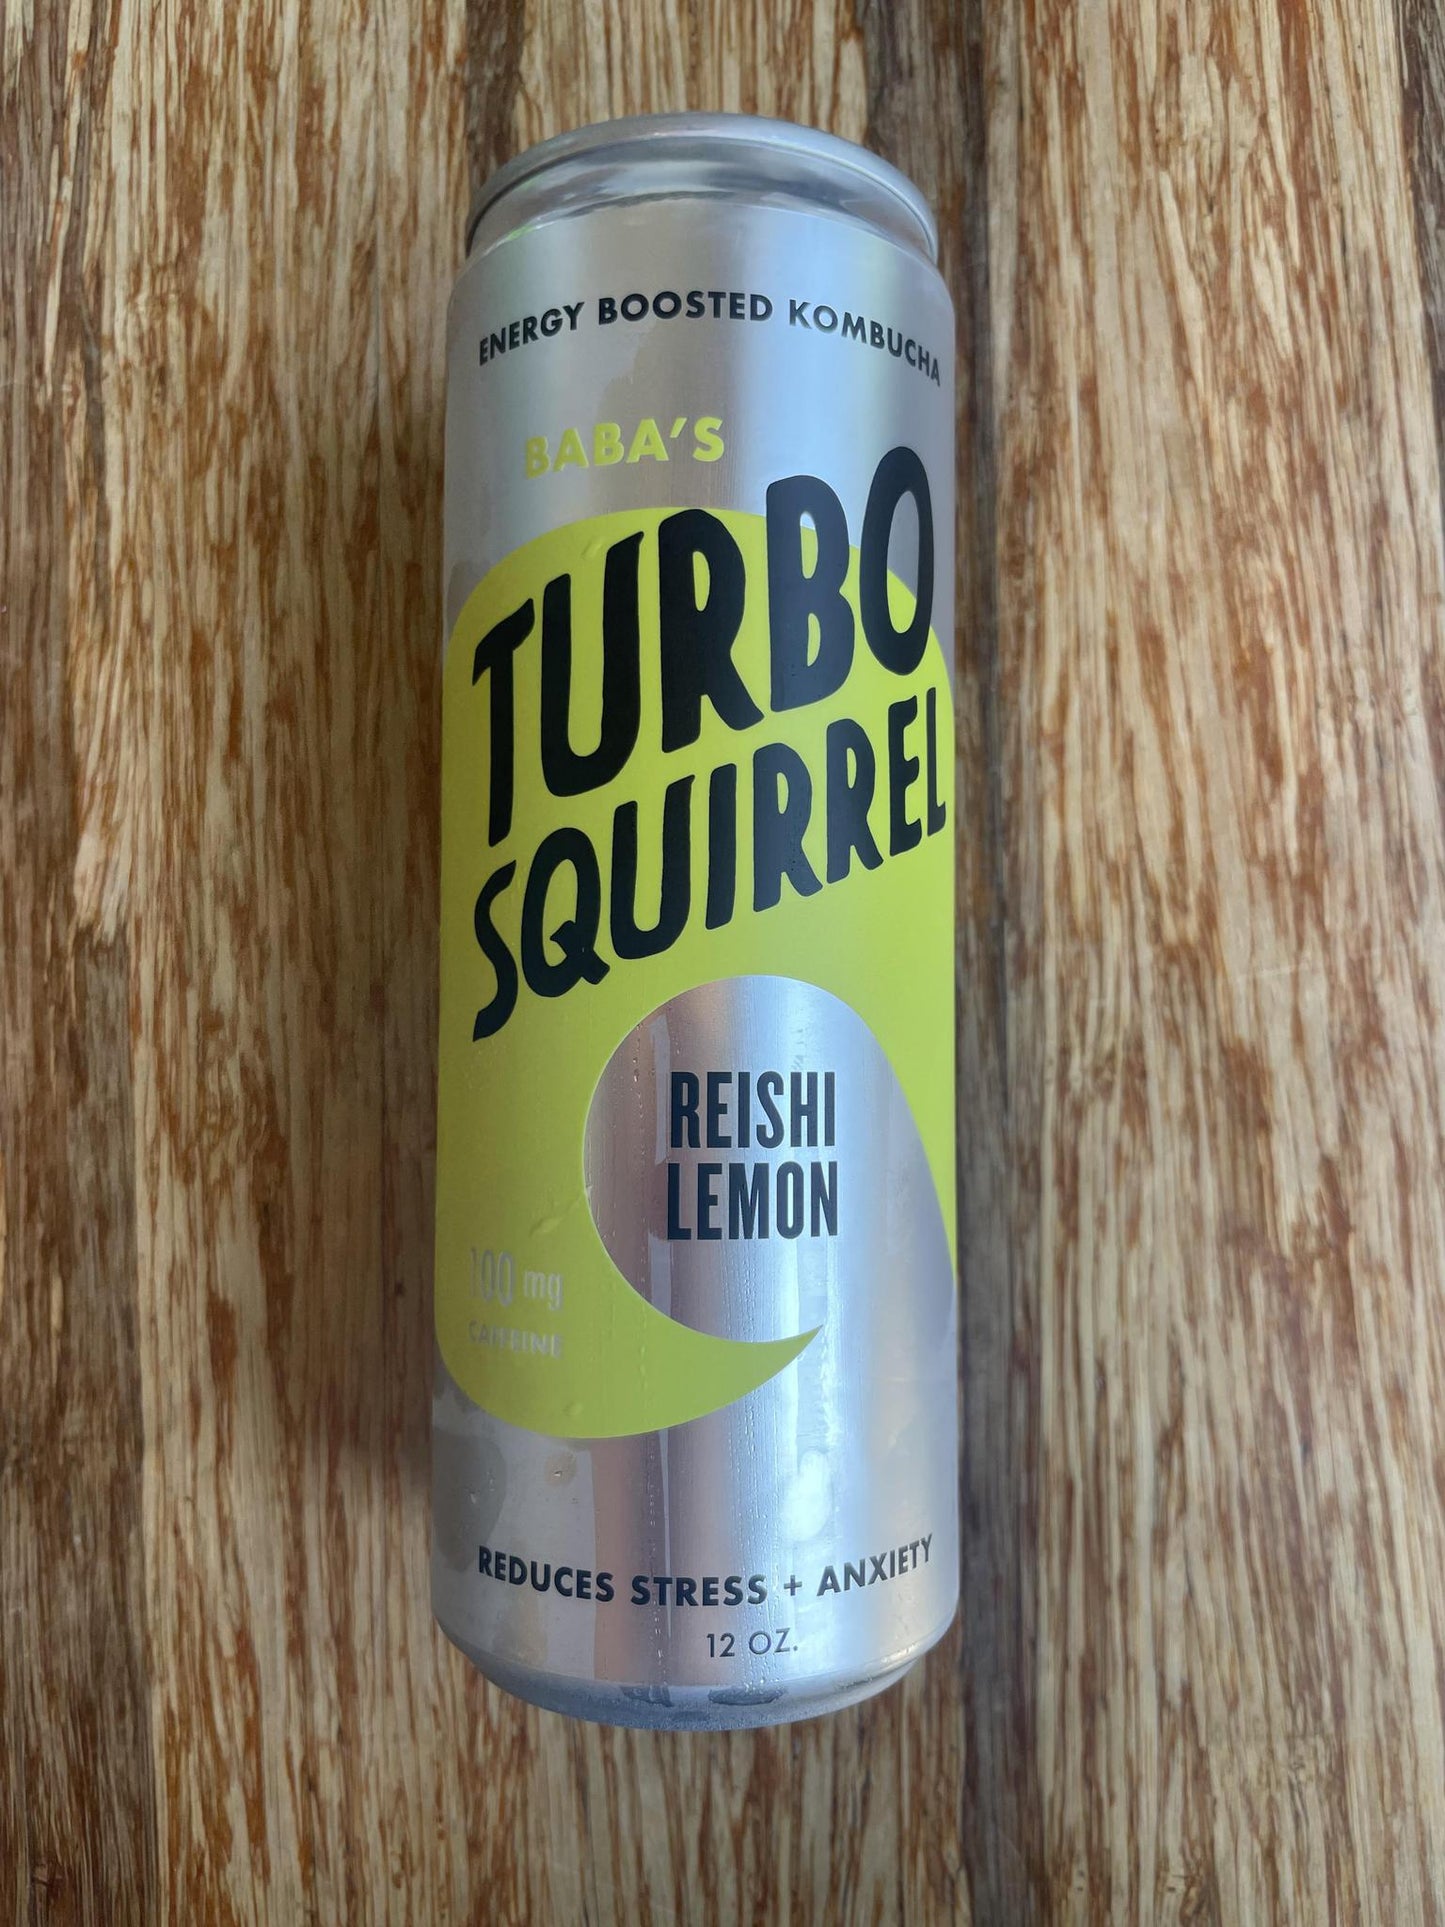 ENERGY BOOSTED KOMBUCHA
BABA'S
TURBO
SQUIRREL
REISHI
LEMON
100 mg
CAFFEINE
REDUCES STRESS + ANXIETY
12 OZ.